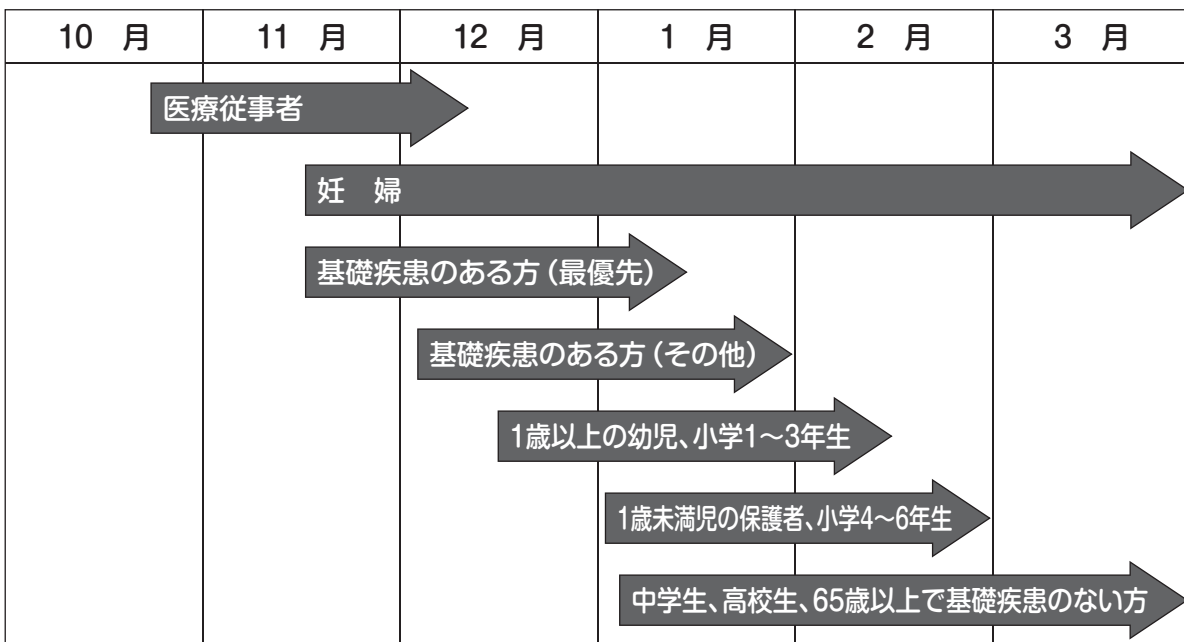 10 月 11 月 12 月 1 月 2 月 3 月
医療従事者
妊 婦
基礎疾患のある方(最優先)
基礎疾患のある方(その他)
1歳以上の幼児、小学1〜3年生
1歳未満児の保護者、小学4〜6年生
中学生、高校生、65歳以上で基礎疾患のない方